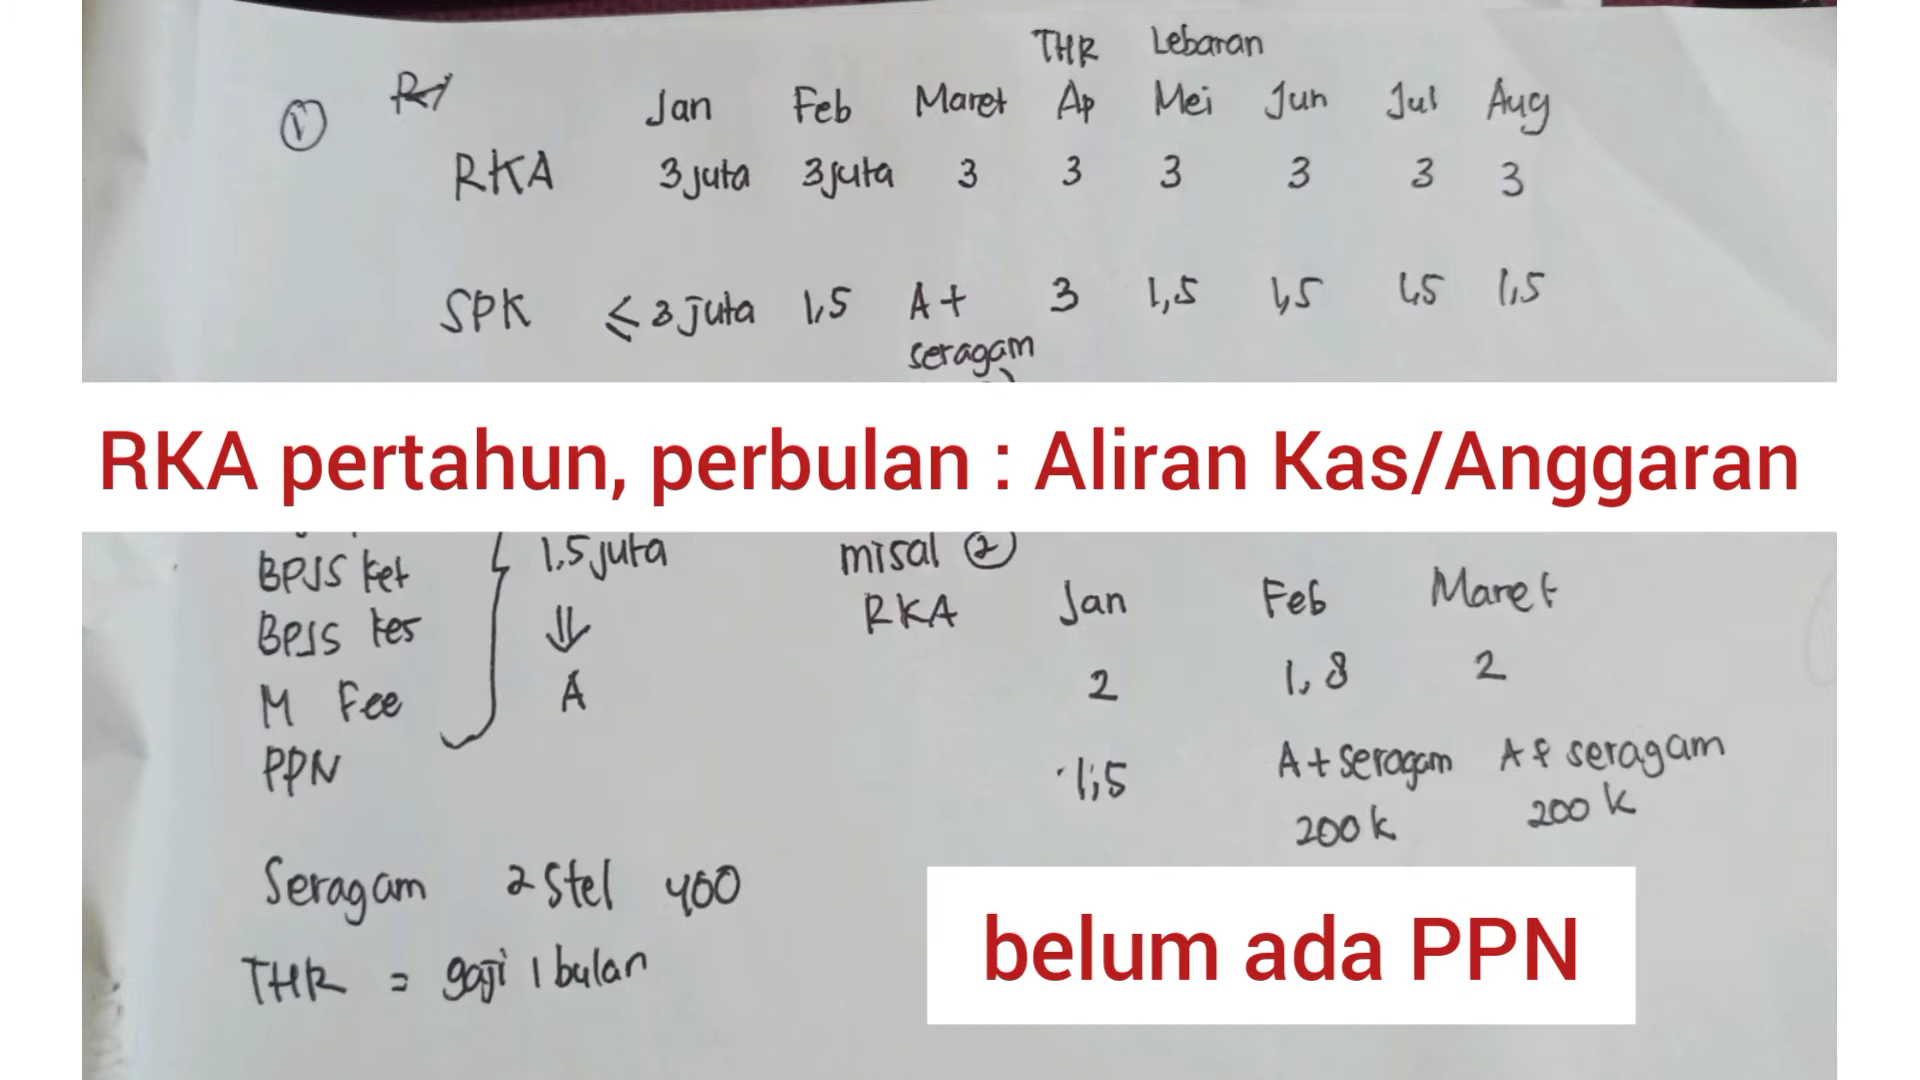 THR Lebaran
① Jan Feb Maret Ap Mei Jun Jul Aug
RKA 3 juta 3 juta 3 3 3 3 3 3
SPK ≤ 3 juta 1,5 A + 3 1,5 1,5 1,5 1,5
seragam
RKA pertahun, perbulan : Aliran Kas/Anggaran
1,5 juta
BPJS ket
⇓
BPJS kes
A
M Fee
PPN
Seragam 2 Stel 400
THR = gaji 1 bulan
misal ②
RKA Jan Feb Maret
2 1,8 2
1,5 A + seragam A + seragam
200 k 200 k
belum ada PPN